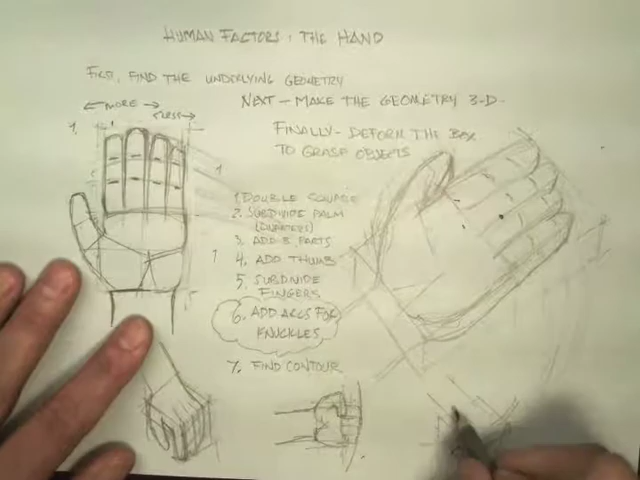 HUMAN FACTORS: THE HAND
FIND THE UNDERLYING GEOMETRY
NEXT - MAKE THE GEOMETRY 3-D-
MORE
LESS
FINALLY- DEFORM THE BOX
TO GRASP OBJECTS
1. DOUBLE SQUARE
2. SUBDIVIDE PALM
(QUARTERS)
3. ADD 3 PARTS
4. ADD THUMB
5. SUBDIVIDE
FINGERS
6. ADD ARCS FOR
KNUCKLES
7. FIND CONTOUR